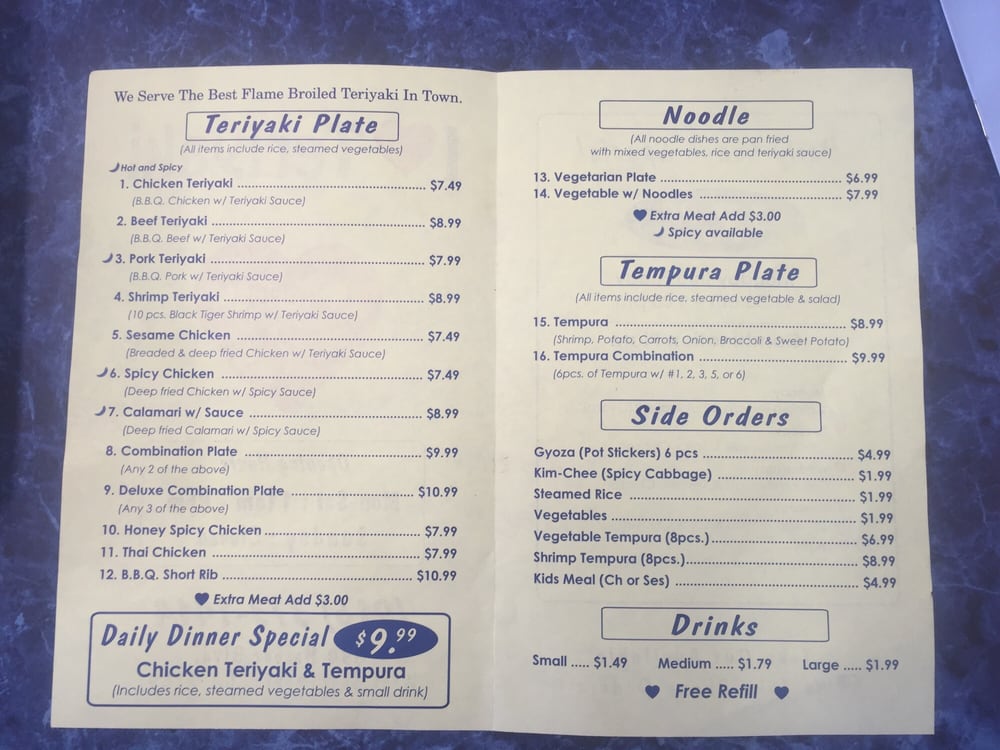 We Serve The Best Flame Broiled Teriyaki In Town.
Teriyaki Plate
(All items include rice, steamed vegetables)
Hot and Spicy
1. Chicken Teriyaki ........ $7.49
(B.B.Q. Chicken w/ Teriyaki Sauce)
2. Beef Teriyaki ........ $8.99
(B.B.Q. Beef w/ Teriyaki Sauce)
3. Pork Teriyaki ........ $7.99
(B.B.Q. Pork w/ Teriyaki Sauce)
4. Shrimp Teriyaki ........ $8.99
(10 pcs. Black Tiger Shrimp w/ Teriyaki Sauce)
5. Sesame Chicken ........ $7.49
(Breaded & deep fried Chicken w/ Teriyaki Sauce)
6. Spicy Chicken ........ $7.49
(Deep fried Chicken w/ Spicy Sauce)
7. Calamari w/ Sauce ........ $8.99
(Deep fried Calamari w/ Spicy Sauce)
8. Combination Plate ........ $9.99
(Any 2 of the above)
9. Deluxe Combination Plate ........ $10.99
(Any 3 of the above)
10. Honey Spicy Chicken ........ $7.99
11. Thai Chicken ........ $7.99
12. B.B.Q. Short Rib ........ $10.99
Extra Meat Add $3.00
Daily Dinner Special $9.99
Chicken Teriyaki & Tempura
(Includes rice, steamed vegetables & small drink)
Noodle
(All noodle dishes are pan fried
with mixed vegetables, rice and teriyaki sauce)
13. Vegetarian Plate ........ $6.99
14. Vegetable w/ Noodles ........ $7.99
Extra Meat Add $3.00
Spicy available
Tempura Plate
(All items include rice, steamed vegetable & salad)
15. Tempura ........ $8.99
(Shrimp, Potato, Carrots, Onion, Broccoli & Sweet Potato)
16. Tempura Combination ........ $9.99
(6pcs. of Tempura w/ #1, 2, 3, 5, or 6)
Side Orders
Gyoza (Pot Stickers) 6 pcs ........ $4.99
Kim-Chee (Spicy Cabbage) ........ $1.99
Steamed Rice ........ $1.99
Vegetables ........ $1.99
Vegetable Tempura (8pcs.) ........ $6.99
Shrimp Tempura (8pcs.) ........ $8.99
Kids Meal (Ch or Ses) ........ $4.99
Drinks
Small ..... $1.49 Medium ..... $1.79 Large ..... $1.99
Free Refill